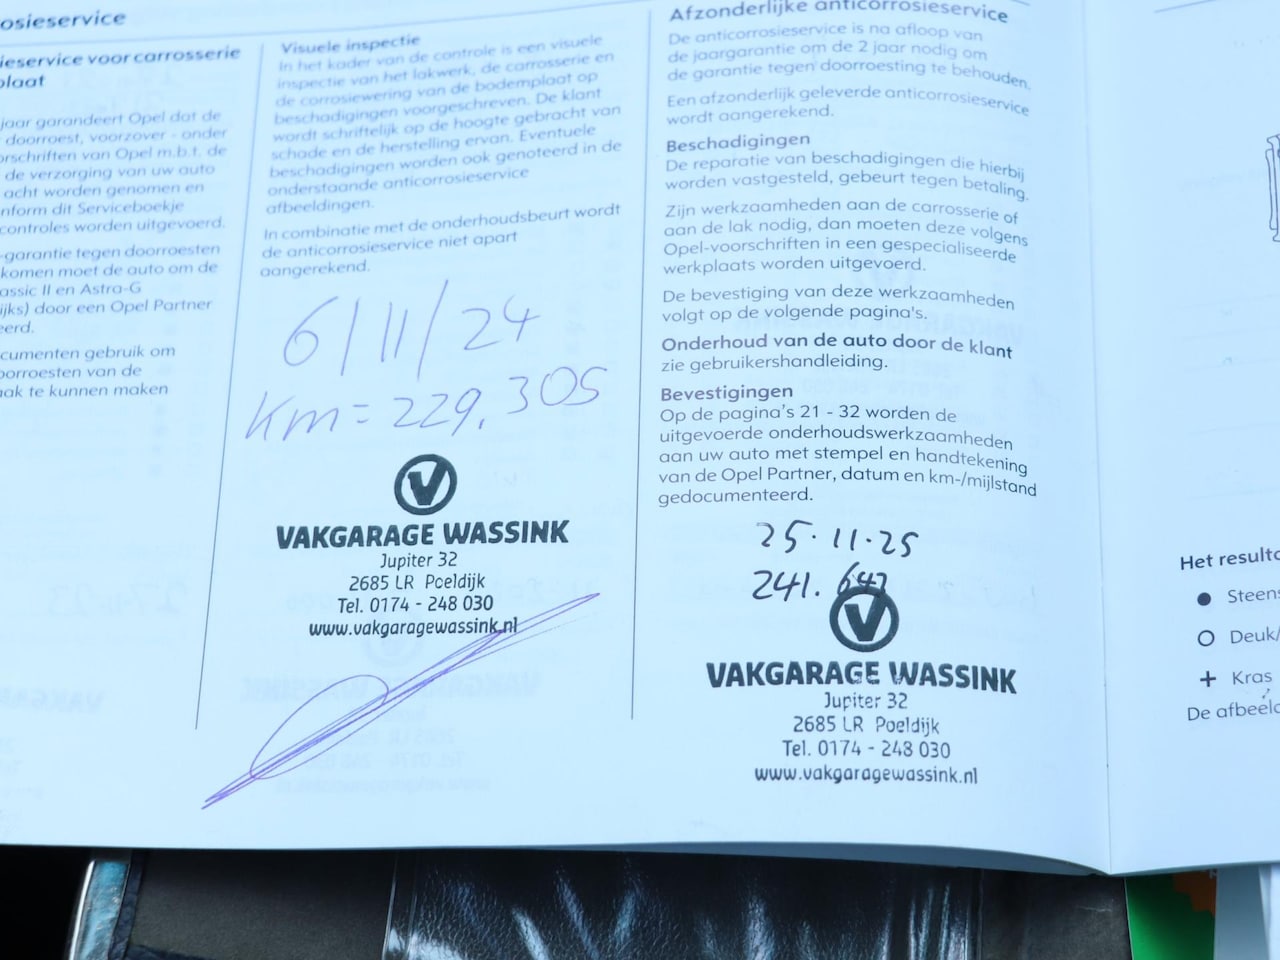 osieservice
ieservice voor carrosserie
plaat
jaar garandeert Opel dat de
doorroest, voorzover - onder
orschriften van Opel m.b.t. de
de verzorging van uw auto
acht worden genomen en
nform dit Serviceboekje
controles worden uitgevoerd.
-garantie tegen doorroesten
komen moet de auto om de
assic II en Astra-G
ijks) door een Opel Partner
eerd.
cumenten gebruik om
oorroesten van de
aak te kunnen maken
Visuele inspectie
In het kader van de controle is een visuele
inspectie van het lakwerk, de carrosserie en
de corrosiewering van de bodemplaat op
beschadigingen voorgeschreven. De klant
wordt schriftelijk op de hoogte gebracht van
schade en de herstelling ervan. Eventuele
beschadigingen worden ook genoteerd in de
onderstaande anticorrosieservice
afbeeldingen.
In combinatie met de onderhoudsbeurt wordt
de anticorrosieservice niet apart
aangerekend.
6/11/24
Km= 229.305
VAKGARAGE WASSINK
Jupiter 32
2685 LR Poeldijk
Tel. 0174 - 248 030
www.vakgaragewassink.nl
Afzonderlijke anticorrosieservice
De anticorrosieservice is na afloop van
de jaargarantie om de 2 jaar nodig om
de garantie tegen doorroesting te behouden.
Een afzonderlijk geleverde anticorrosieservice
wordt aangerekend.
Beschadigingen
De reparatie van beschadigingen die hierbij
worden vastgesteld, gebeurt tegen betaling.
Zijn werkzaamheden aan de carrosserie of
aan de lak nodig, dan moeten deze volgens
Opel-voorschriften in een gespecialiseerde
werkplaats worden uitgevoerd.
De bevestiging van deze werkzaamheden
volgt op de volgende pagina's.
Onderhoud van de auto door de klant
zie gebruikershandleiding.
Bevestigingen
Op de pagina's 21 - 32 worden de
uitgevoerde onderhoudswerkzaamheden
aan uw auto met stempel en handtekening
van de Opel Partner, datum en km-/mijlstand
gedocumenteerd.
25.11.25
241.643
VAKGARAGE WASSINK
Jupiter 32
2685 LR Poeldijk
Tel. 0174 - 248 030
www.vakgaragewassink.nl
Het resulta
Steens
Deuk/
Kras
De afbeeld